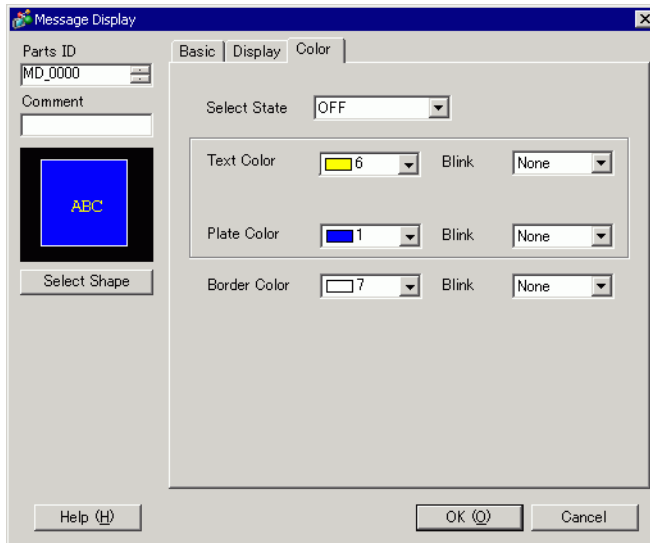 Message Display
Parts ID
MD_0000
Comment
ABC
Select Shape
Basic Display Color
Select State OFF
Text Color 6 Blink None
Plate Color 1 Blink None
Border Color 7 Blink None
Help (H) OK (O) Cancel